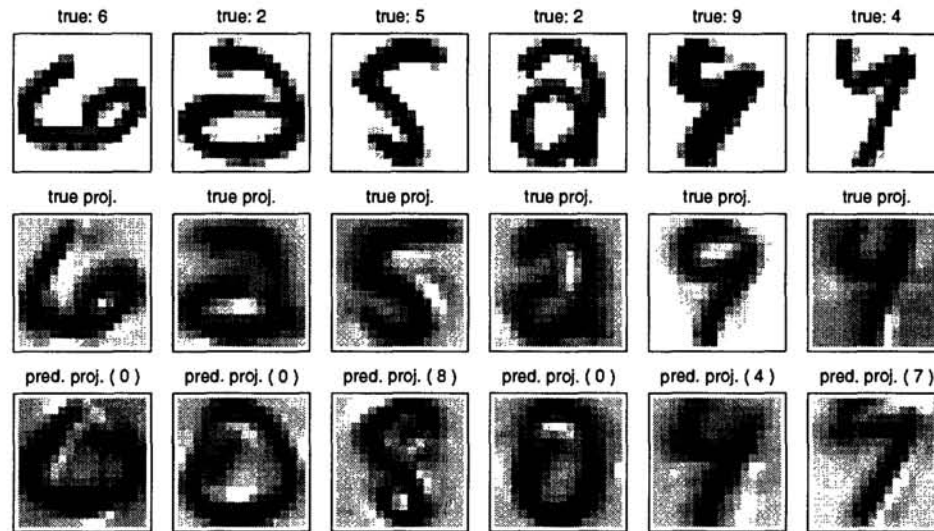 true: 6 true: 2 true: 5 true: 2 true: 9 true: 4
true proj. true proj. true proj. true proj. true proj. true proj.
pred. proj. ( 0 ) pred. proj. ( 0 ) pred. proj. ( 8 ) pred. proj. ( 0 ) pred. proj. ( 4 ) pred. proj. ( 7 )